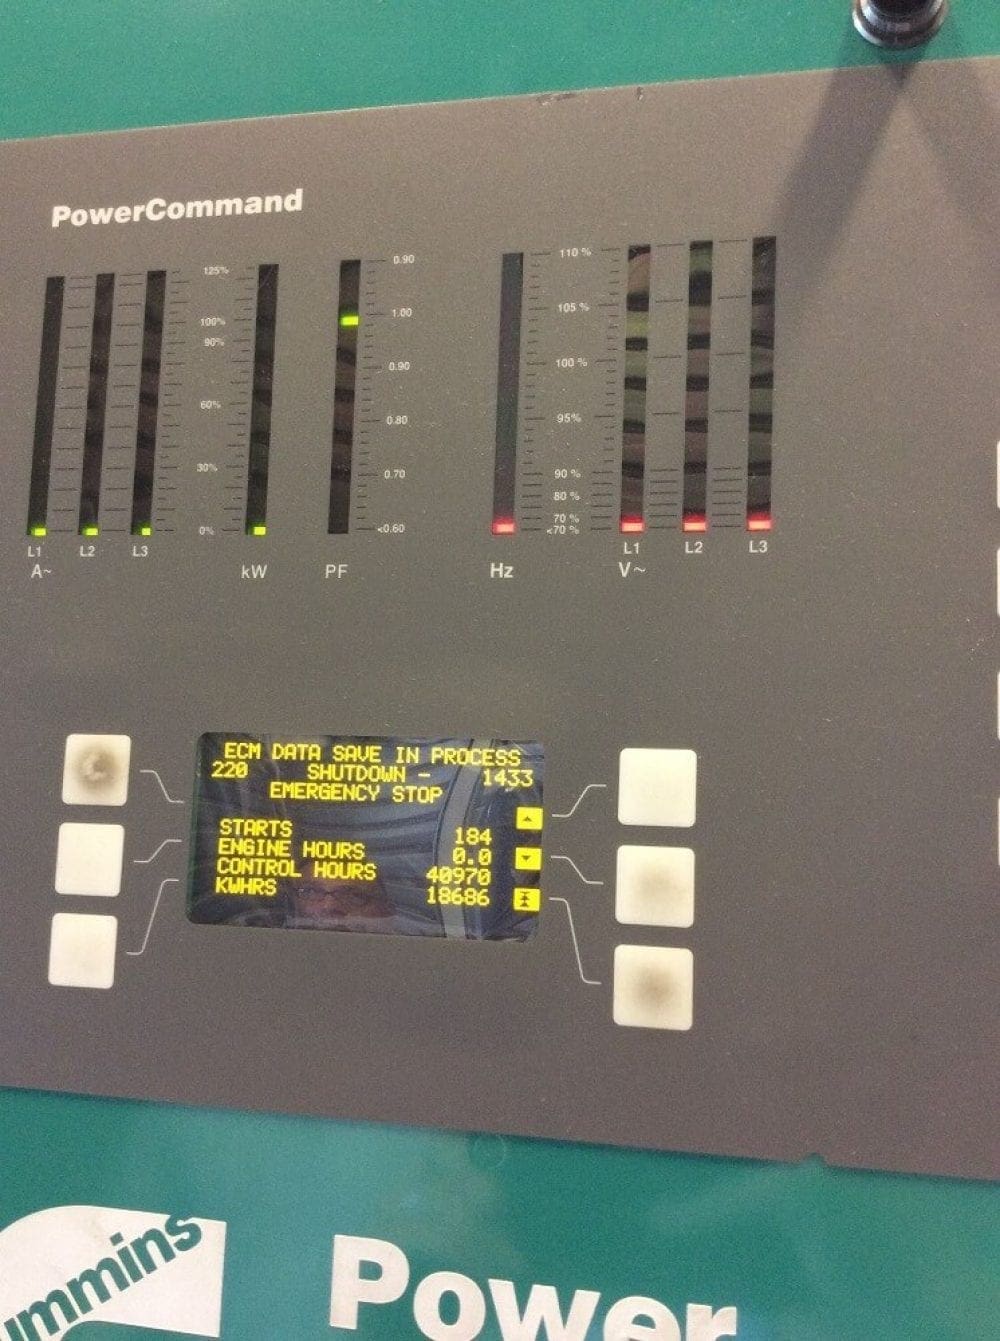 PowerCommand
125%
100%
90%
60%
30%
0%
L1 L2 L3
A~
kW
0.90
1.00
0.90
0.80
0.70
<0.60
PF
110 %
105 %
100 %
95%
90 %
80 %
70 %
<70 %
Hz
L1 L2 L3
V~
ECM DATA SAVE IN PROCESS
220 SHUTDOWN - 1433
EMERGENCY STOP
STARTS 184
ENGINE HOURS 0.0
CONTROL HOURS 40970
KWHRS 18686
ummins
Power